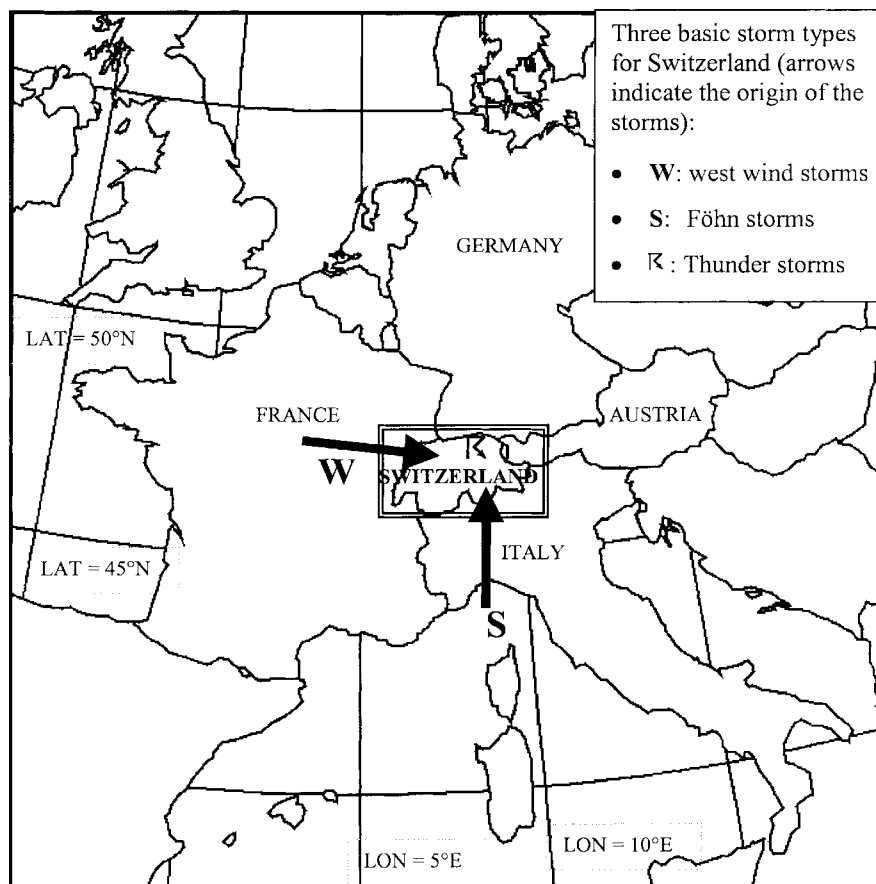 Three basic storm types
for Switzerland (arrows
indicate the origin of the
storms):
• W: west wind storms
• S: Föhn storms
• : Thunder storms
GERMANY
LAT = 50°N
FRANCE
AUSTRIA
W
SWITZERLAND
ITALY
LAT = 45°N
S
LON = 10°E
LON = 5°E